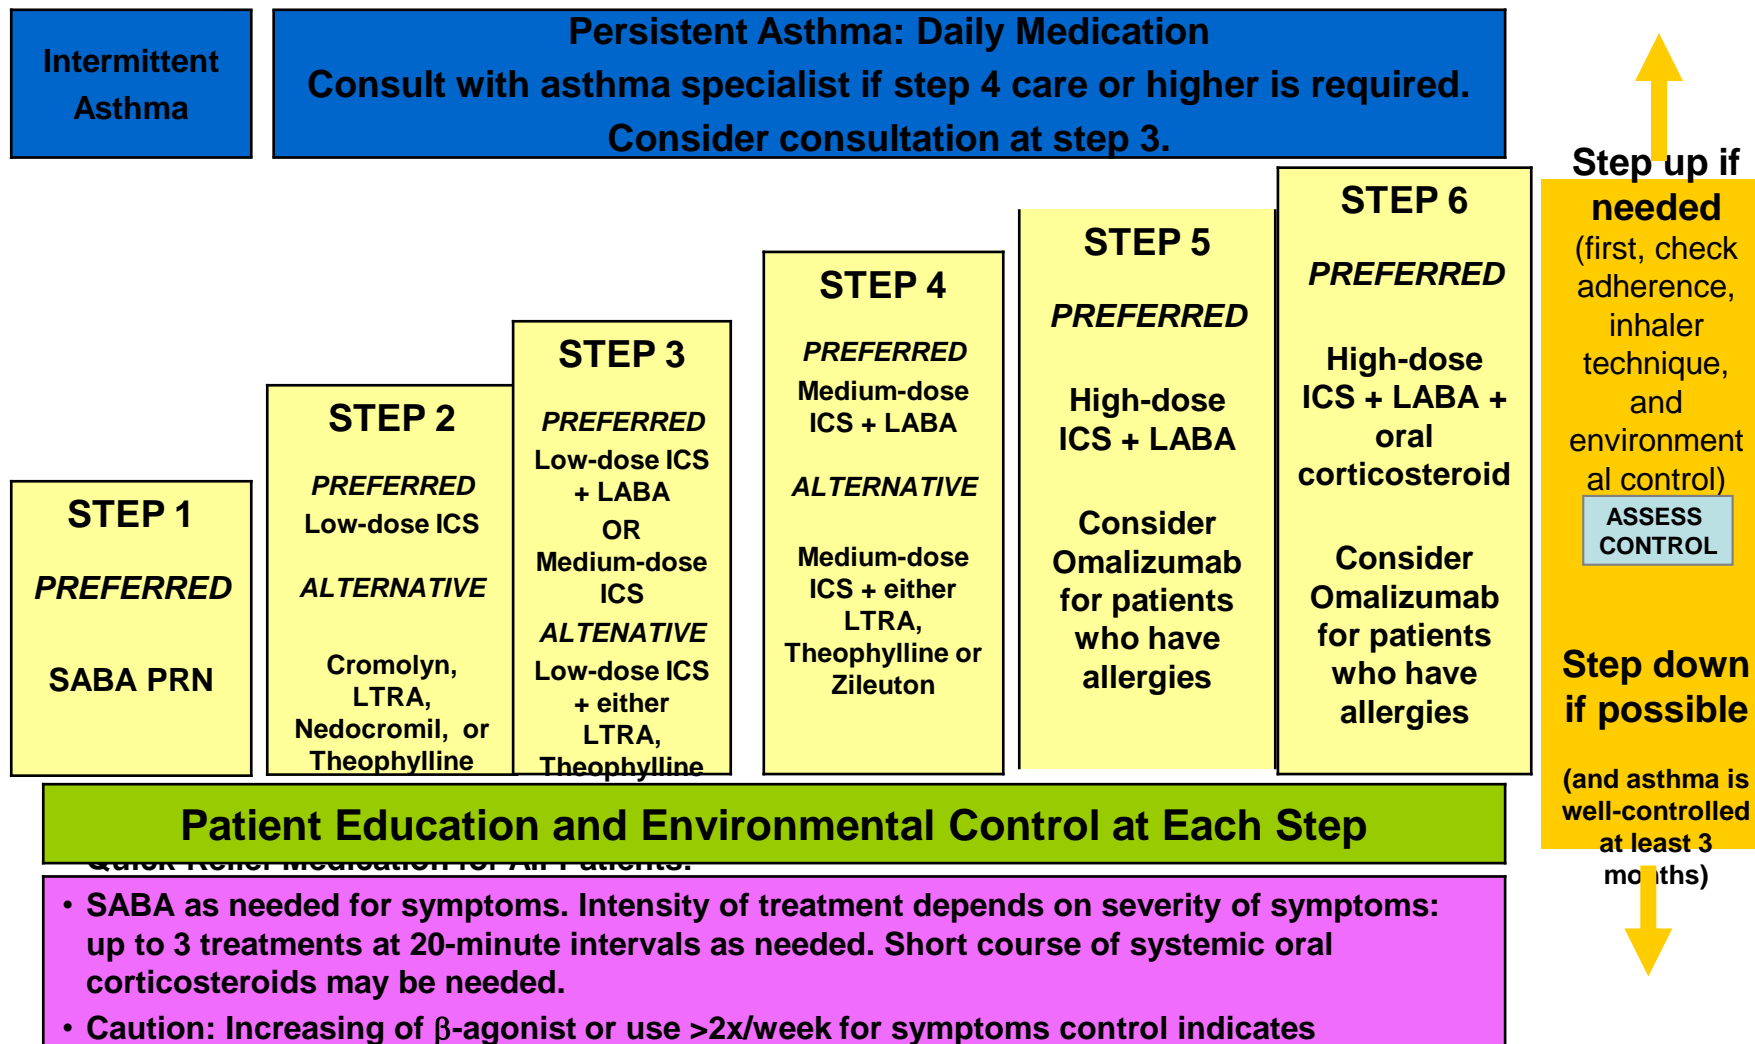 Intermittent
Asthma
Persistent Asthma: Daily Medication
Consult with asthma specialist if step 4 care or higher is required.
Consider consultation at step 3.
STEP 1
PREFERRED
SABA PRN
STEP 2
PREFERRED
Low-dose ICS
ALTERNATIVE
Cromolyn,
LTRA,
Nedocromil, or
Theophylline
STEP 3
PREFERRED
Low-dose ICS
+ LABA
OR
Medium-dose
ICS
ALTENATIVE
Low-dose ICS
+ either
LTRA,
Theophylline
STEP 4
PREFERRED
Medium-dose
ICS + LABA
ALTERNATIVE
Medium-dose
ICS + either
LTRA,
Theophylline or
Zileuton
STEP 5
PREFERRED
High-dose
ICS + LABA
Consider
Omalizumab
for patients
who have
allergies
STEP 6
PREFERRED
High-dose
ICS + LABA +
oral
corticosteroid
Consider
Omalizumab
for patients
who have
allergies
Step up if
needed
(first, check
adherence,
inhaler
technique,
and
environment
al control)
ASSESS
CONTROL
Step down
if possible
(and asthma is
well-controlled
at least 3
months)
Patient Education and Environmental Control at Each Step
Quick-Relief Medication for All Patients:
• SABA as needed for symptoms. Intensity of treatment depends on severity of symptoms:
up to 3 treatments at 20-minute intervals as needed. Short course of systemic oral
corticosteroids may be needed.
• Caution: Increasing of β-agonist or use >2x/week for symptoms control indicates